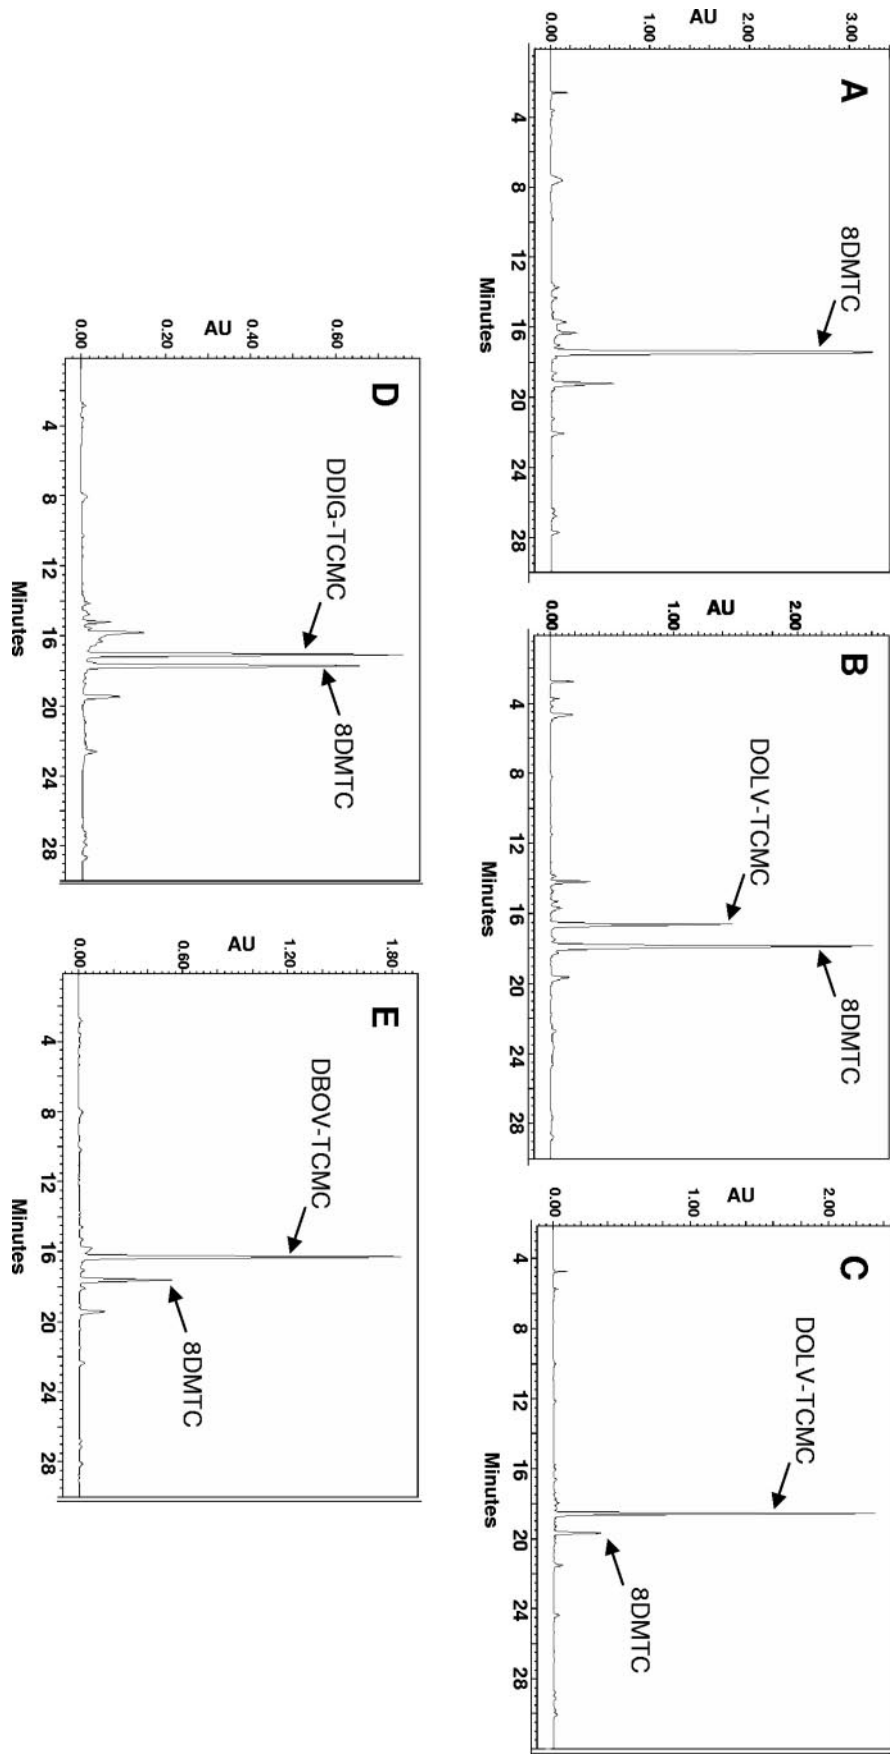 A
AU
0.00 1.00 2.00 3.00
8DMTC
4 8 12 16 20 24 28
Minutes
B
AU
0.00 1.00 2.00
DOLV-TCMC
8DMTC
4 8 12 16 20 24 28
Minutes
C
AU
0.00 1.00 2.00
DOLV-TCMC
8DMTC
4 8 12 16 20 24 28
Minutes
D
AU
0.00 0.20 0.40 0.60
DDIG-TCMC
8DMTC
4 8 12 16 20 24 28
Minutes
E
AU
0.00 0.60 1.20 1.80
DBOV-TCMC
8DMTC
4 8 12 16 20 24 28
Minutes